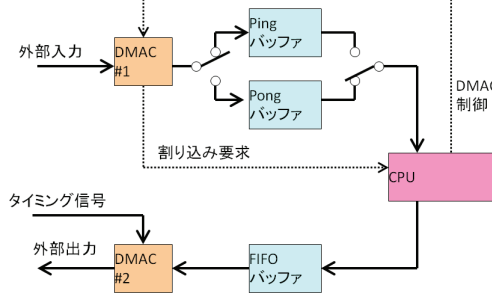 Ping
バッファ
外部入力
DMAC
#1
Pong
バッファ
DMAC
制御
割り込み要求
CPU
タイミング信号
外部出力
DMAC
#2
FIFO
バッファ